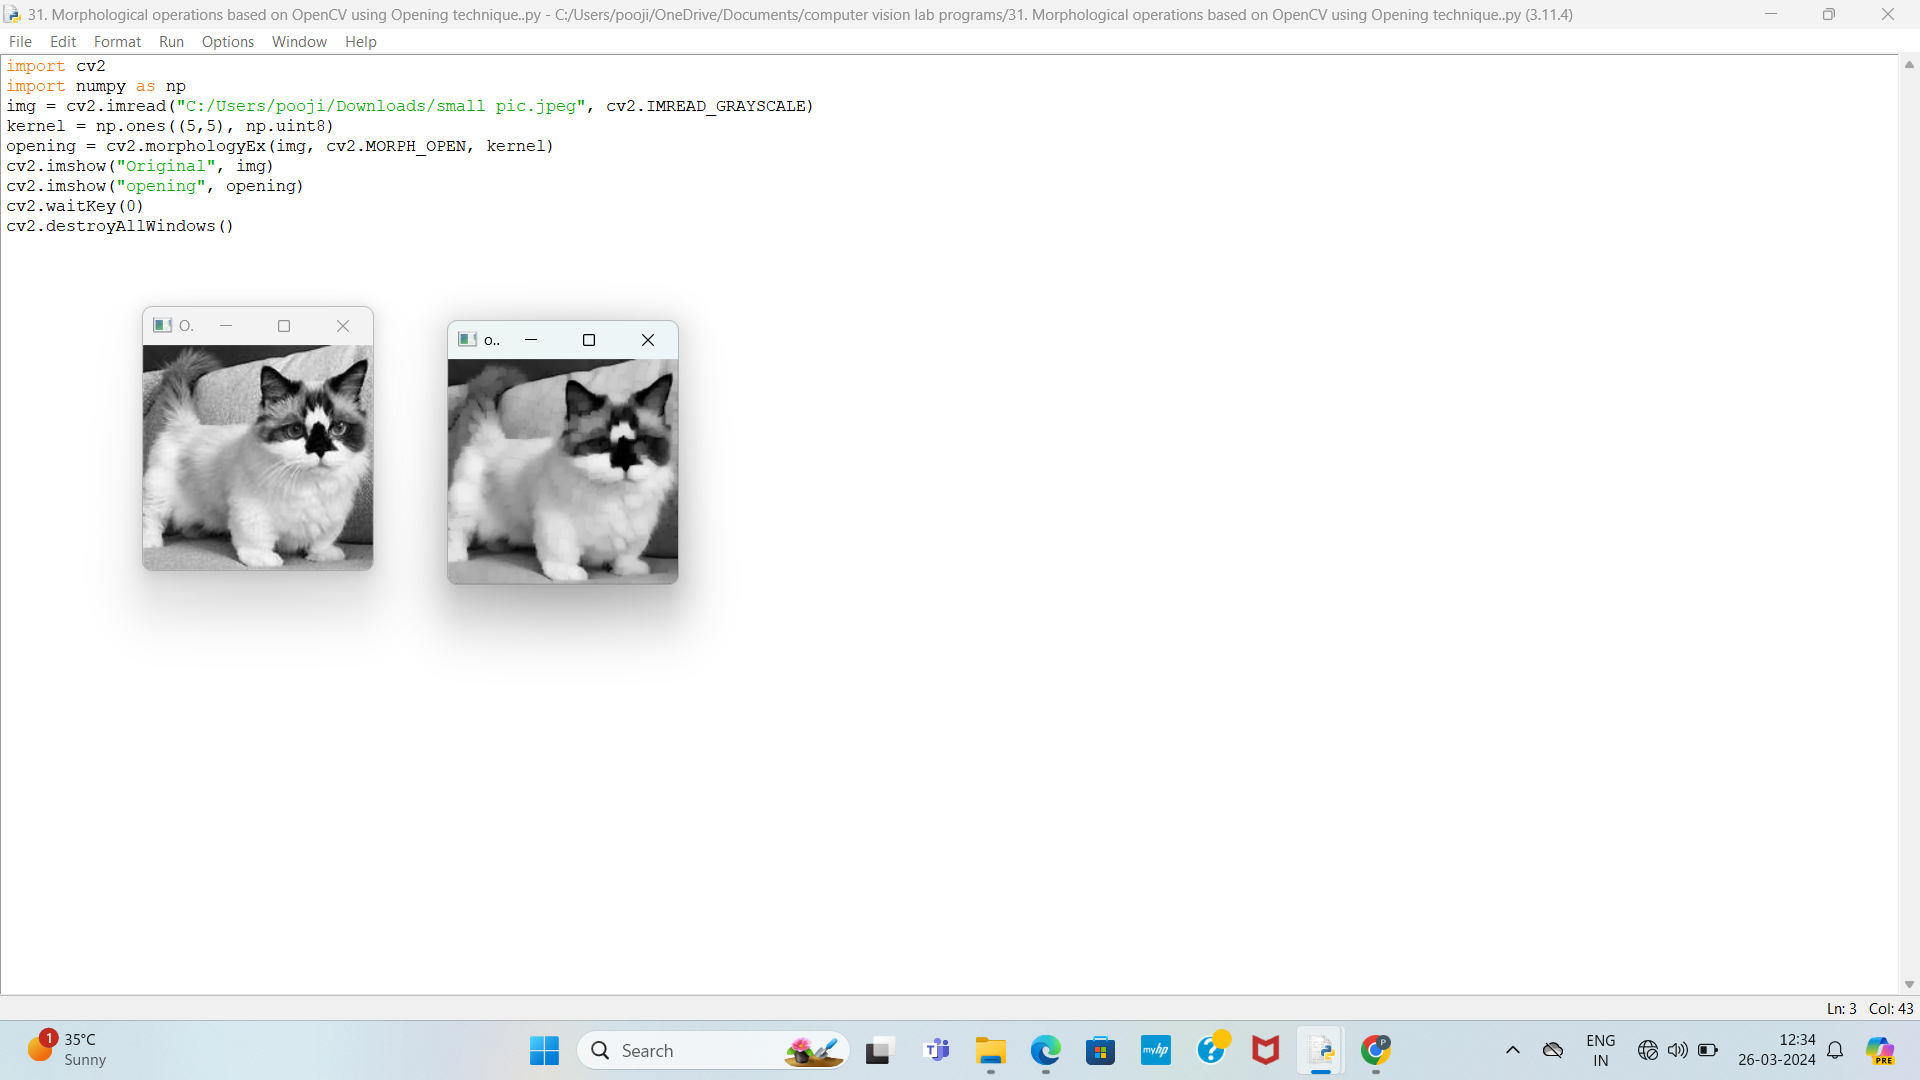 31. Morphological operations based on OpenCV using Opening technique..py - C:/Users/pooji/OneDrive/Documents/computer vision lab programs/31. Morphological operations based on OpenCV using Opening technique..py (3.11.4)
File Edit Format Run Options Window Help
import cv2
import numpy as np
img = cv2.imread("C:/Users/pooji/Downloads/small pic.jpeg", cv2.IMREAD_GRAYSCALE)
kernel = np.ones((5,5), np.uint8)
opening = cv2.morphologyEx(img, cv2.MORPH_OPEN, kernel)
cv2.imshow("Original", img)
cv2.imshow("opening", opening)
cv2.waitKey(0)
cv2.destroyAllWindows()
O.
o..
Ln: 3 Col: 43
1
35°C
Sunny
Search
T
myhp
?
P
ENG
IN
12:34
26-03-2024
PRE